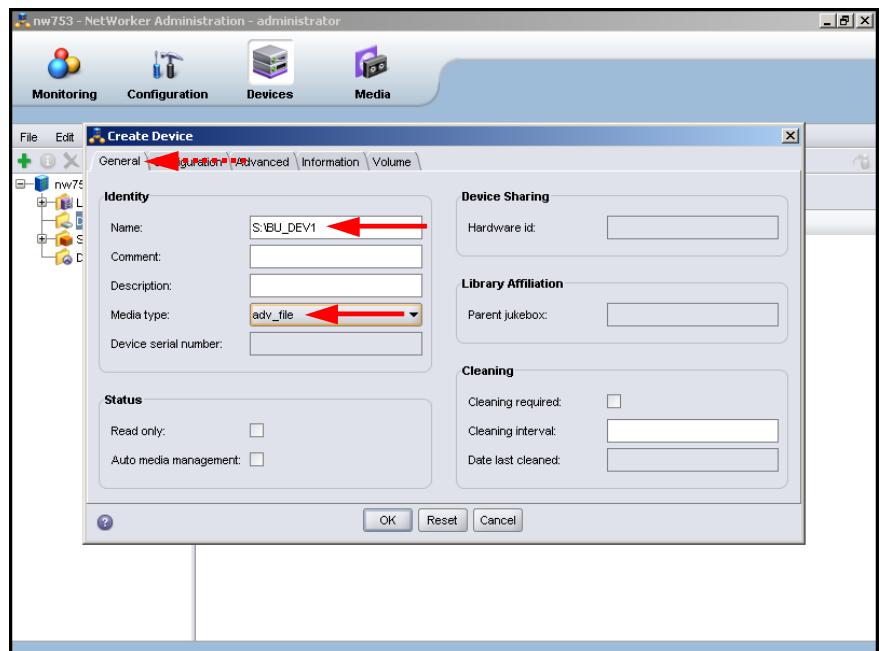 nw753 - NetWorker Administration - administrator
Monitoring Configuration Devices Media
File Edit
Create Device
General Configuration Advanced Information Volume
nw75
Identity
Name: S:\BU_DEV1
Comment:
Description:
Media type: adv_file
Device serial number:
Status
Read only:
Auto media management:
Device Sharing
Hardware id:
Library Affiliation
Parent jukebox:
Cleaning
Cleaning required:
Cleaning interval:
Date last cleaned:
OK Reset Cancel
L
D
S
D